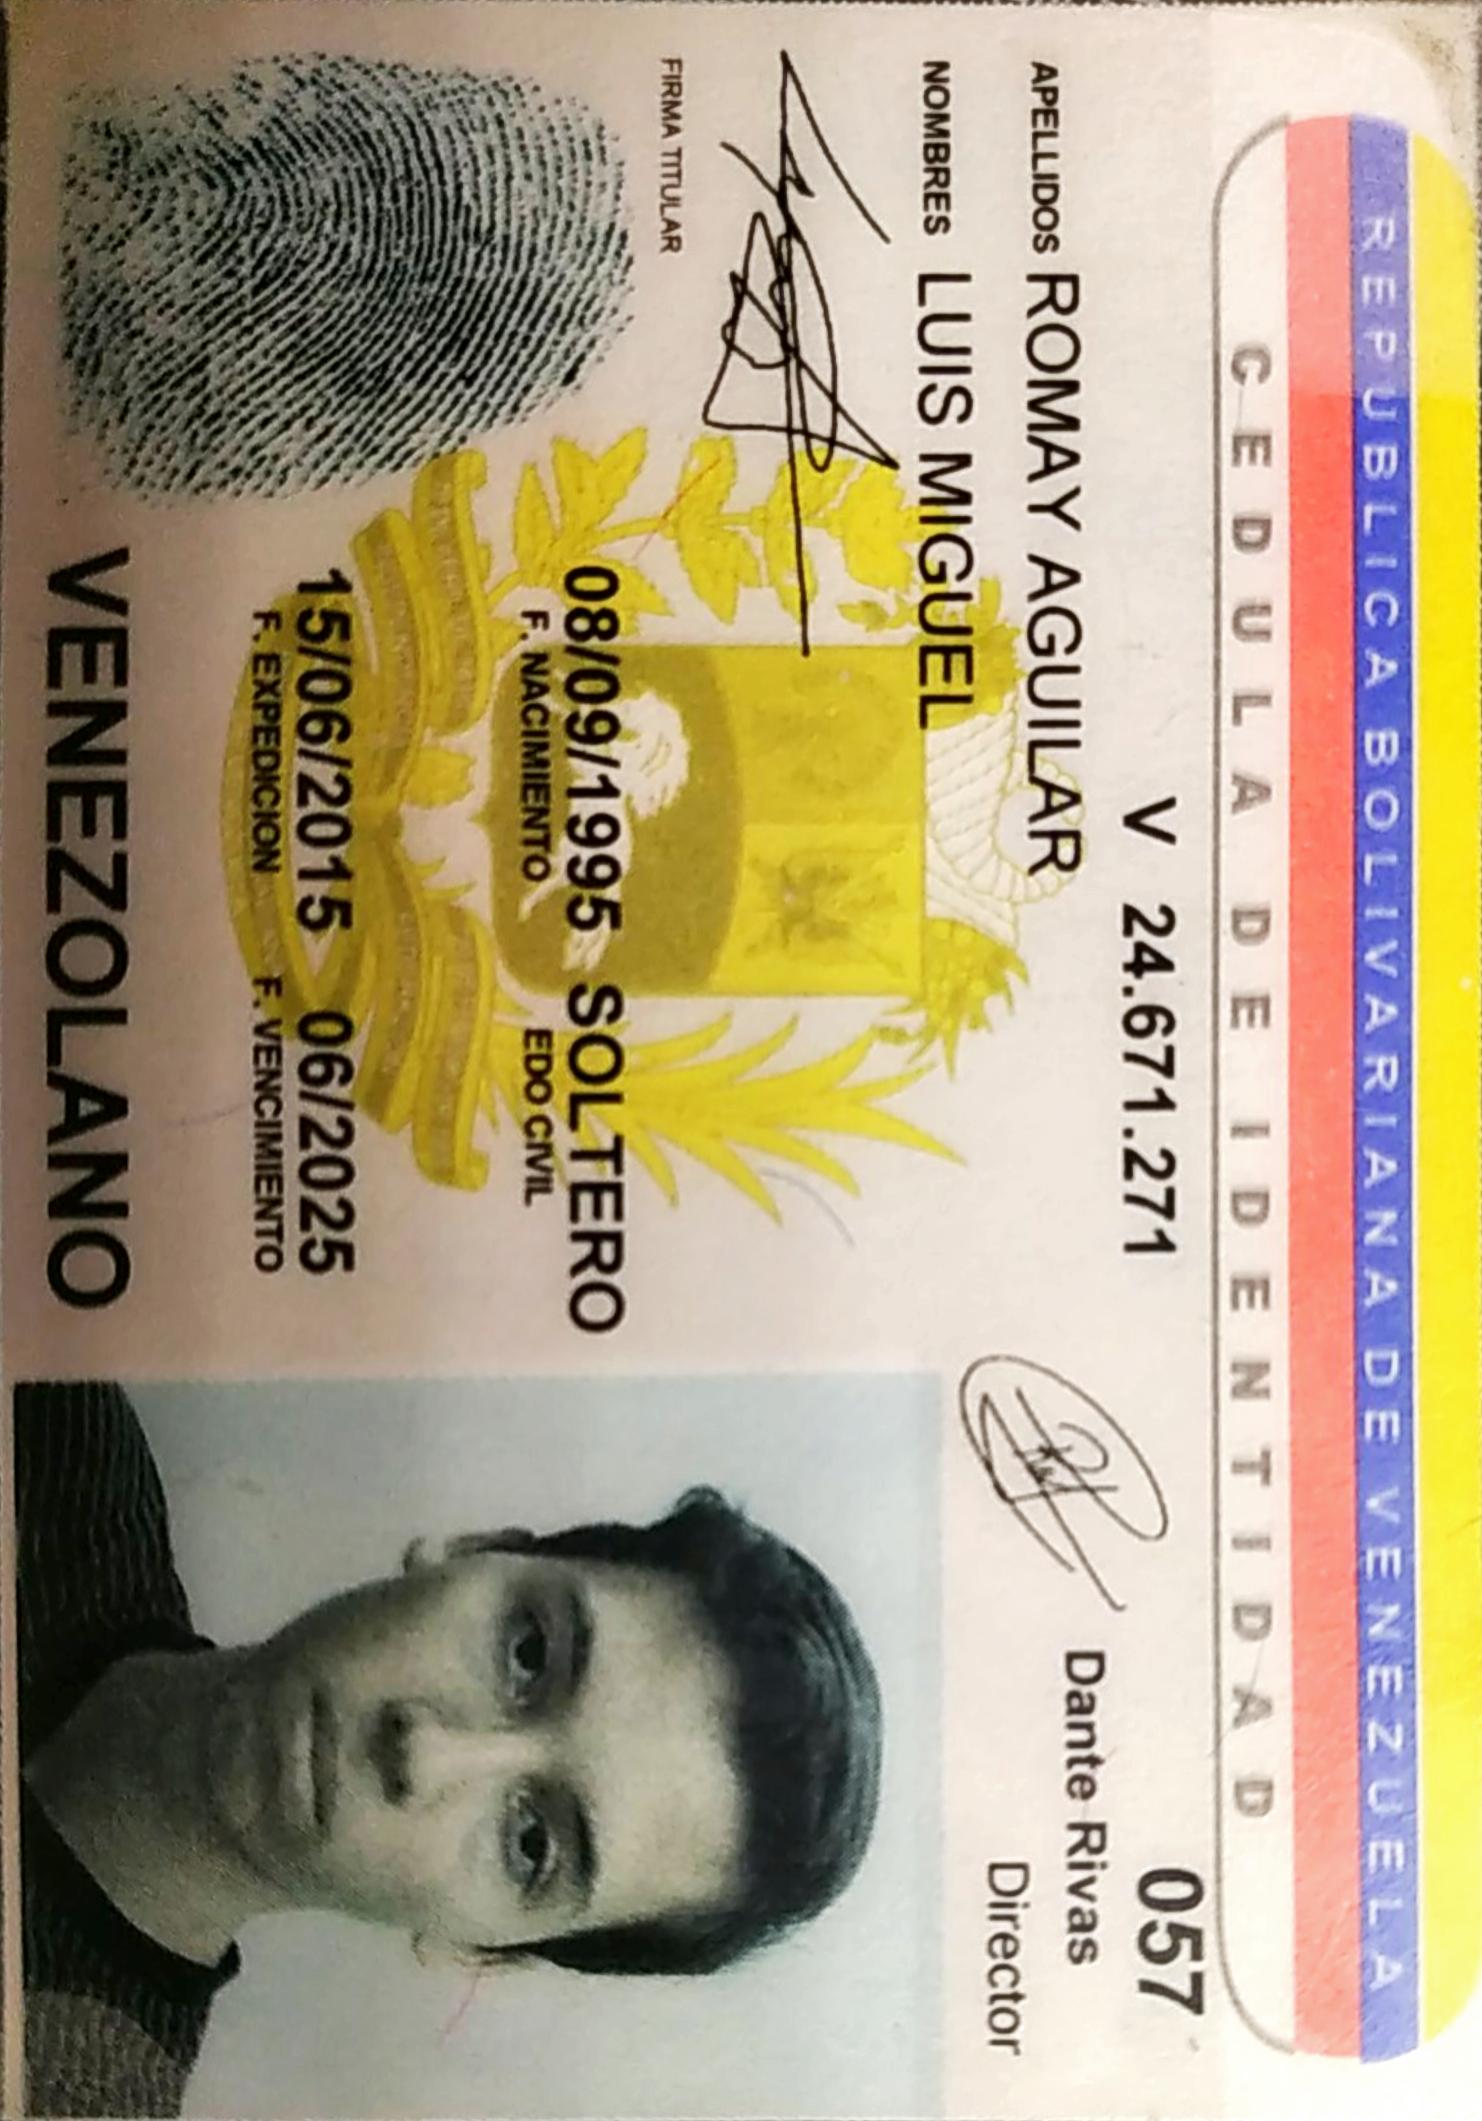 REPUBLICA BOLIVARIANA DE VENEZUELA
CEDULA DE IDENTIDAD
V 24.671.271
057
APELLIDOS ROMAY AGUILAR
Dante Rivas
Director
NOMBRES LUIS MIGUEL
FIRMA TITULAR
08/09/1995 SOLTERO
F. NACIMIENTO EDO CIVIL
15/06/2015 06/2025
F. EXPEDICION F. VENCIMIENTO
VENEZOLANO